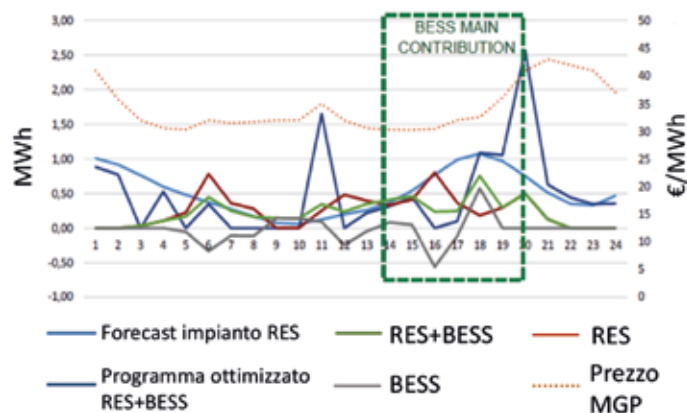 3,00
2,50
2,00
1,50
1,00
0,50
0,00
-0,50
-1,00
MWh
BESS MAIN
CONTRIBUTION
50
45
40
35
30
25
20
15
10
5
0
€/MWh
1 2 3 4 5 6 7 8 9 10 11 12 13 14 15 16 17 18 19 20 21 22 23 24
Forecast impianto RES
RES+BESS
RES
Programma ottimizzato
RES+BESS
BESS
Prezzo
MGP